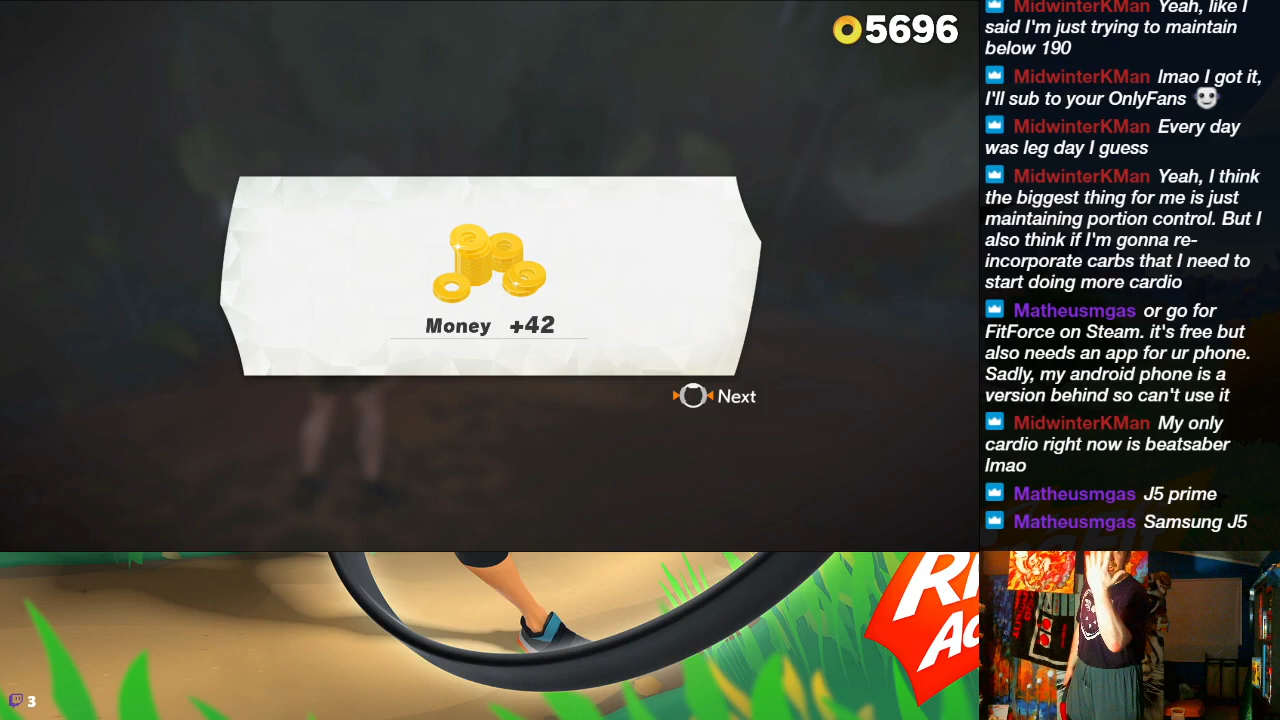 5696
Money +42
Next
MidwinterKMan Yeah, like I
said I'm just trying to maintain
below 190
MidwinterKMan lmao I got it,
I'll sub to your OnlyFans
MidwinterKMan Every day
was leg day I guess
MidwinterKMan Yeah, I think
the biggest thing for me is just
maintaining portion control. But I
also think if I'm gonna re-
incorporate carbs that I need to
start doing more cardio
Matheusmgas or go for
FitForce on Steam. it's free but
also needs an app for ur phone.
Sadly, my android phone is a
version behind so can't use it
MidwinterKMan My only
cardio right now is beatsaber
lmao
Matheusmgas J5 prime
Matheusmgas Samsung J5
3